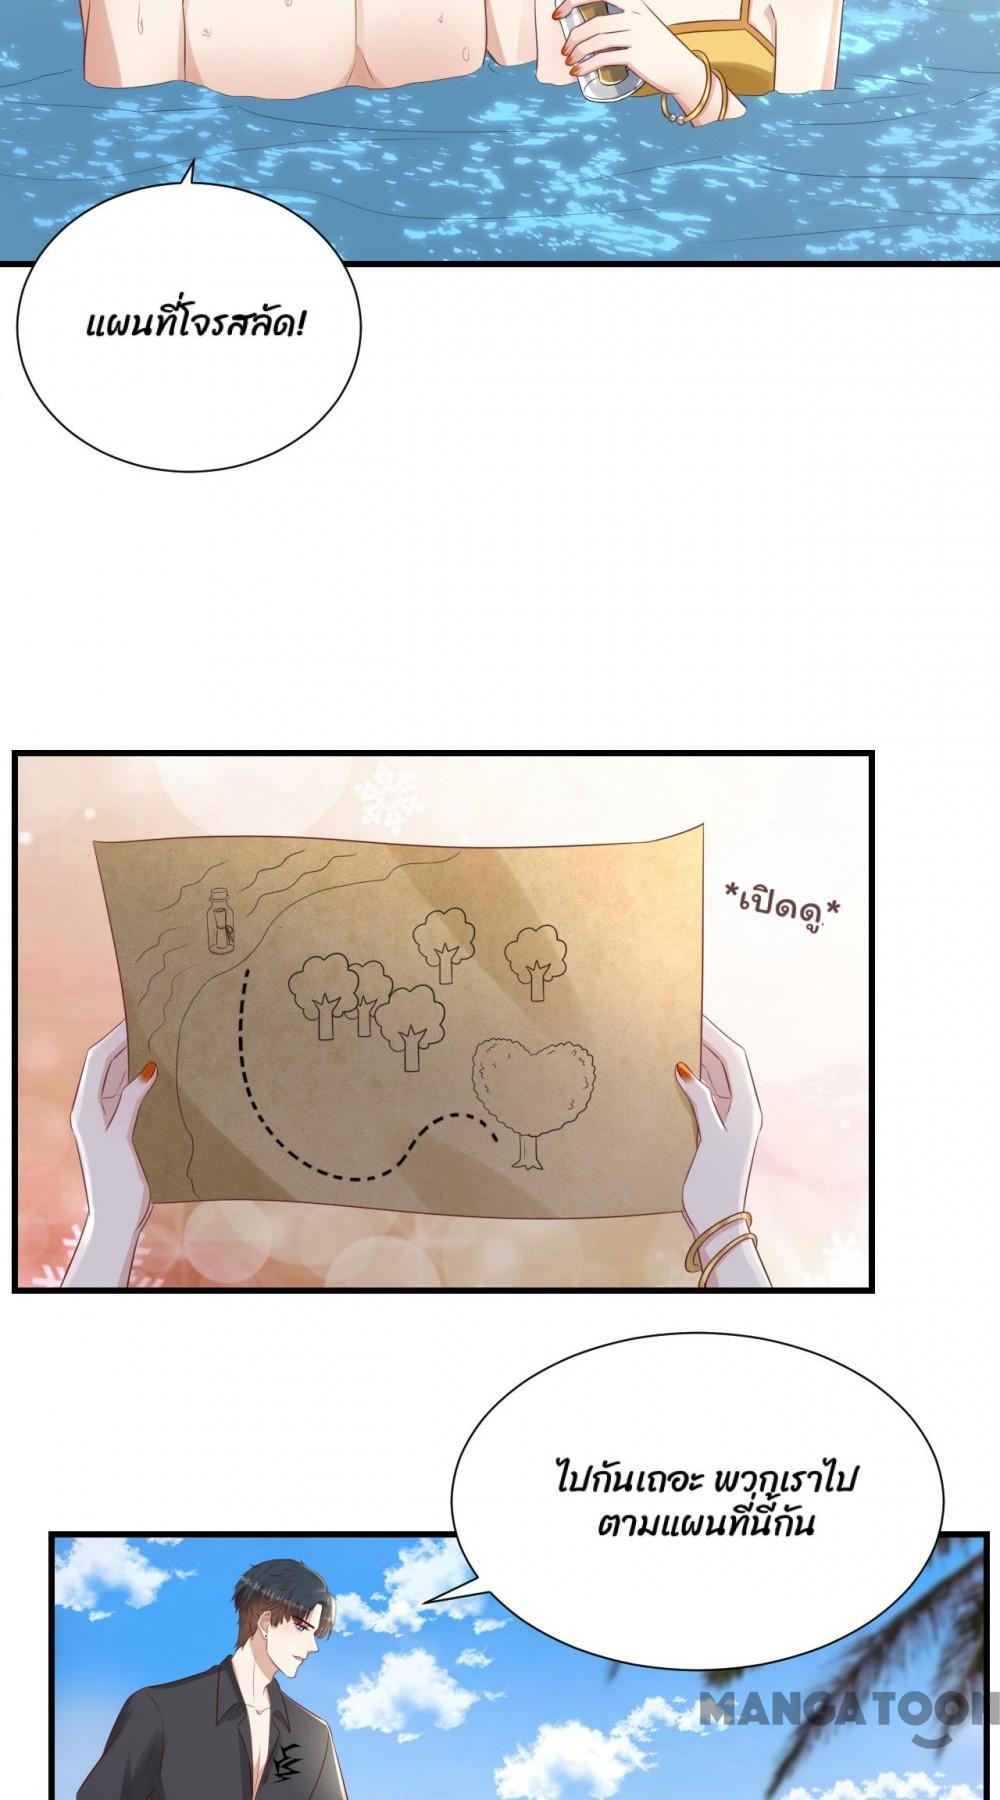 แผนที่โจรสลัด!
*เปิดดู*
ไปกันเถอะ พวกเราไป
ตามแผนที่นี้กัน
MANGATOON